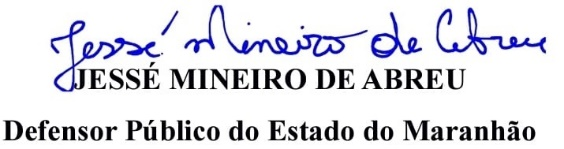 Jessé Mineiro de Abreu
JESSÉ MINEIRO DE ABREU
Defensor Público do Estado do Maranhão